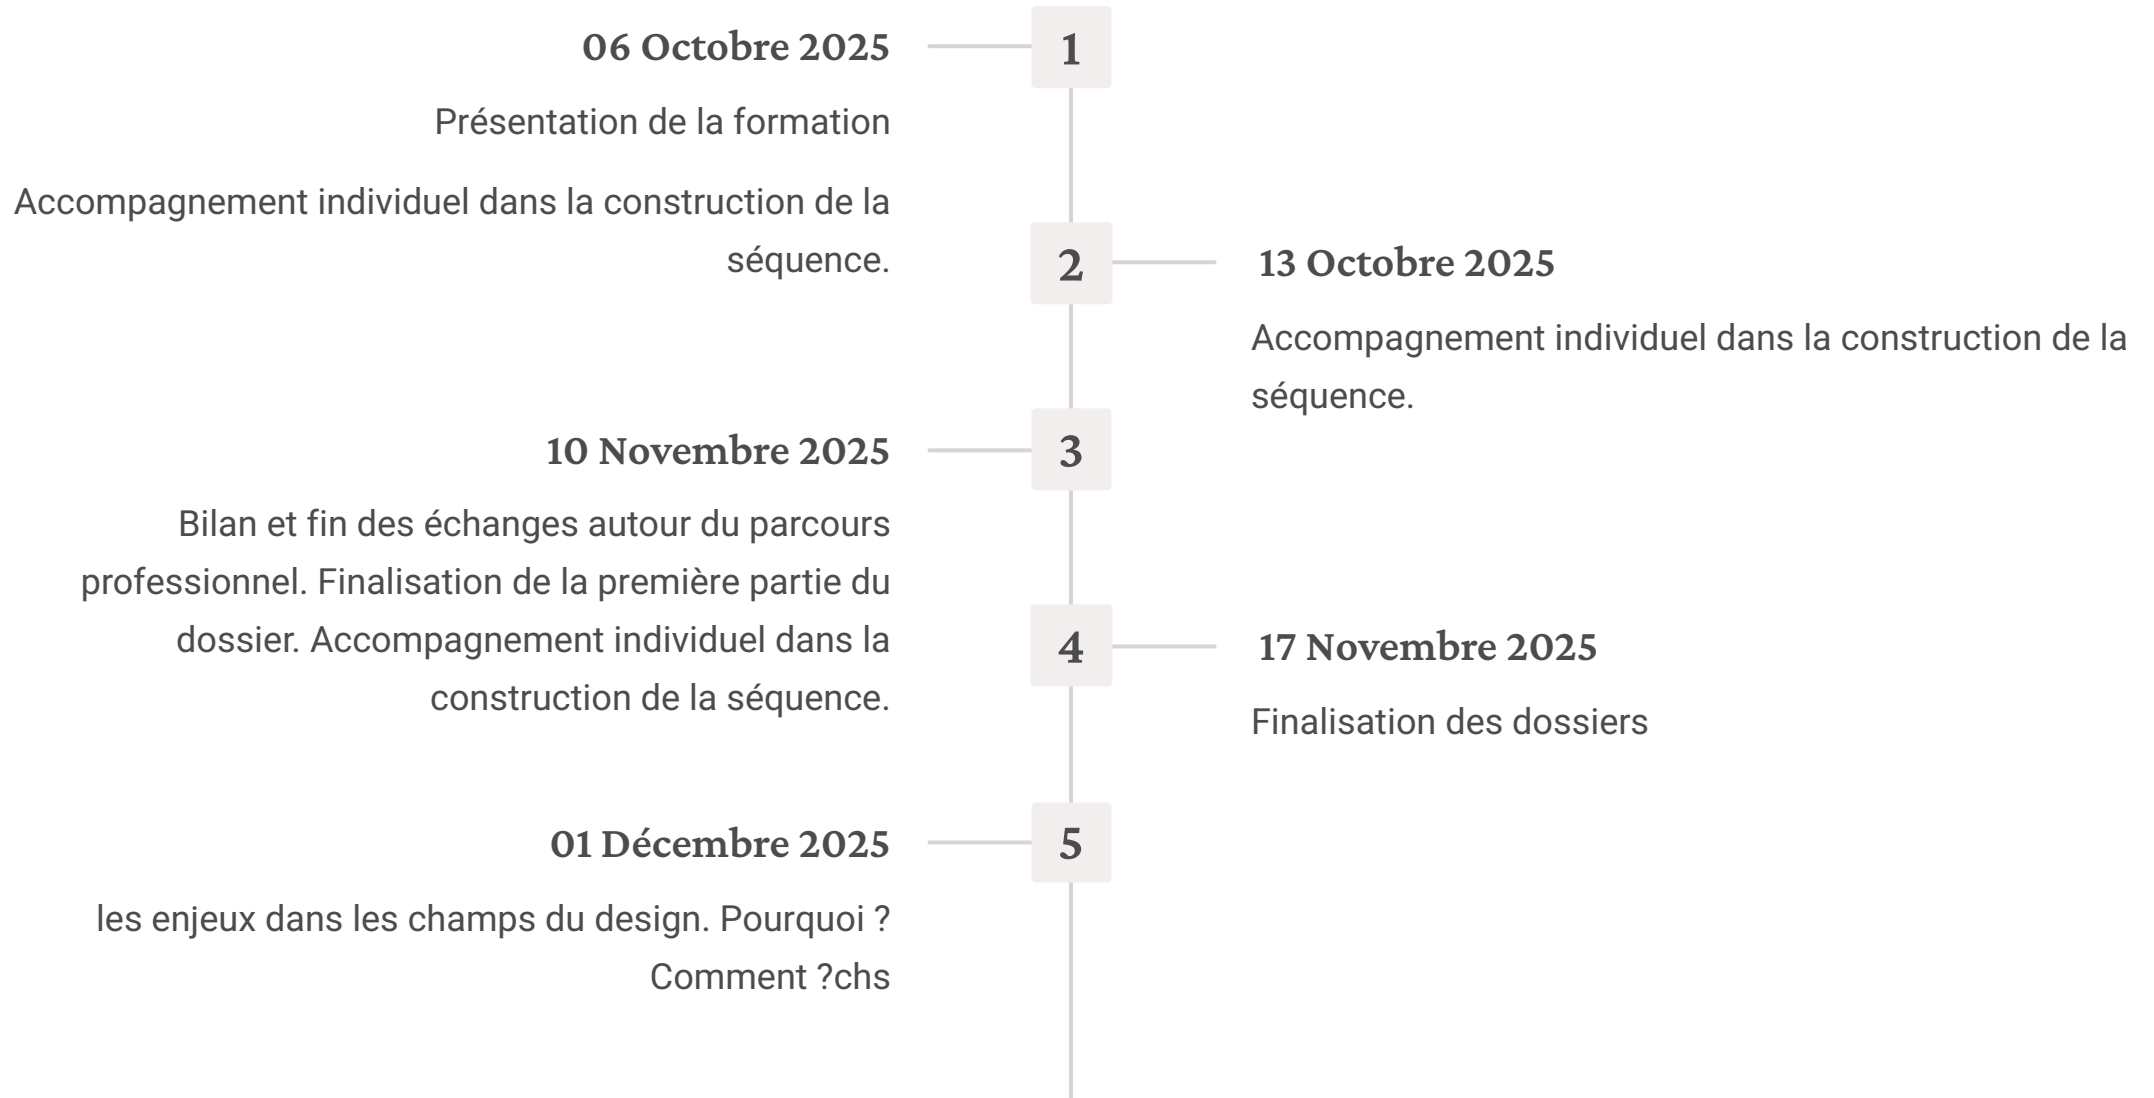 06 Octobre 2025
1
Présentation de la formation
Accompagnement individuel dans la construction de la
séquence.
2
13 Octobre 2025
Accompagnement individuel dans la construction de la
séquence.
10 Novembre 2025
3
Bilan et fin des échanges autour du parcours
professionnel. Finalisation de la première partie du
dossier. Accompagnement individuel dans la
construction de la séquence.
4
17 Novembre 2025
Finalisation des dossiers
01 Décembre 2025
5
les enjeux dans les champs du design. Pourquoi ?
Comment ?chs